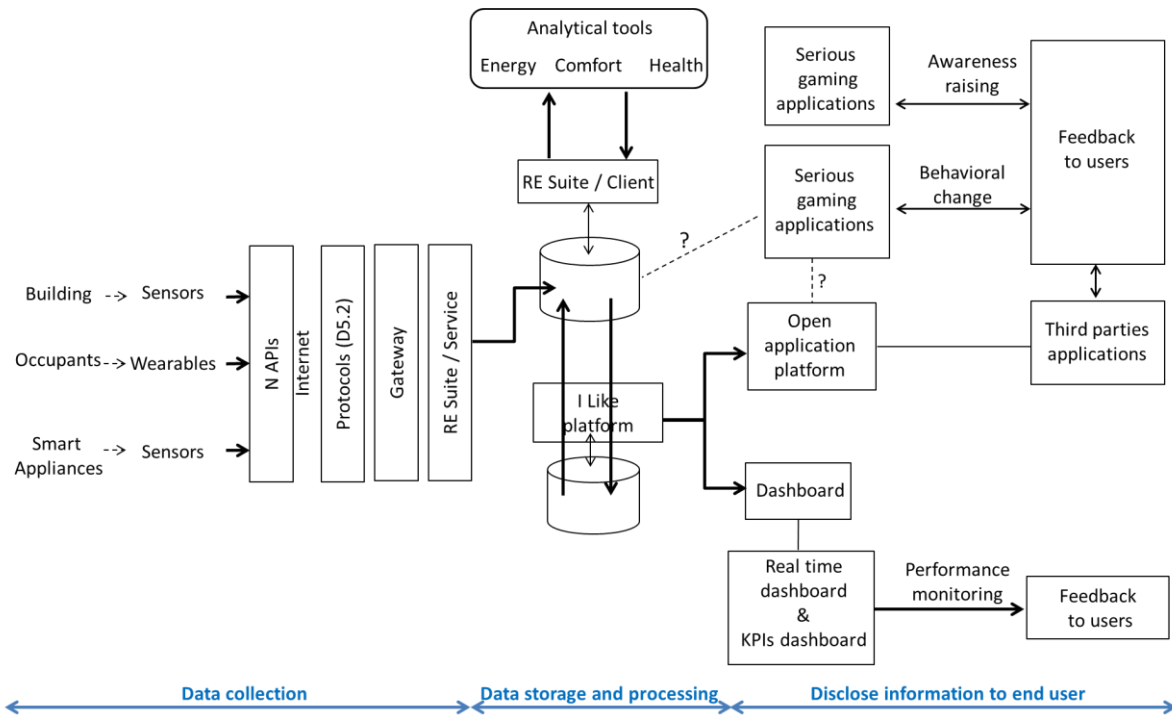 Analytical tools
Energy Comfort Health
RE Suite / Client
Building
Sensors
Occupants
Wearables
Smart
Appliances
Sensors
N APIs
Internet
Protocols (D5.2)
Gateway
RE Suite / Service
I Like
platform
?
?
Serious
gaming
applications
Awareness
raising
Serious
gaming
applications
Behavioral
change
Feedback
to users
Open
application
platform
Third parties
applications
Dashboard
Real time
dashboard
&
KPIs dashboard
Performance
monitoring
Feedback
to users
Data collection
Data storage and processing
Disclose information to end user